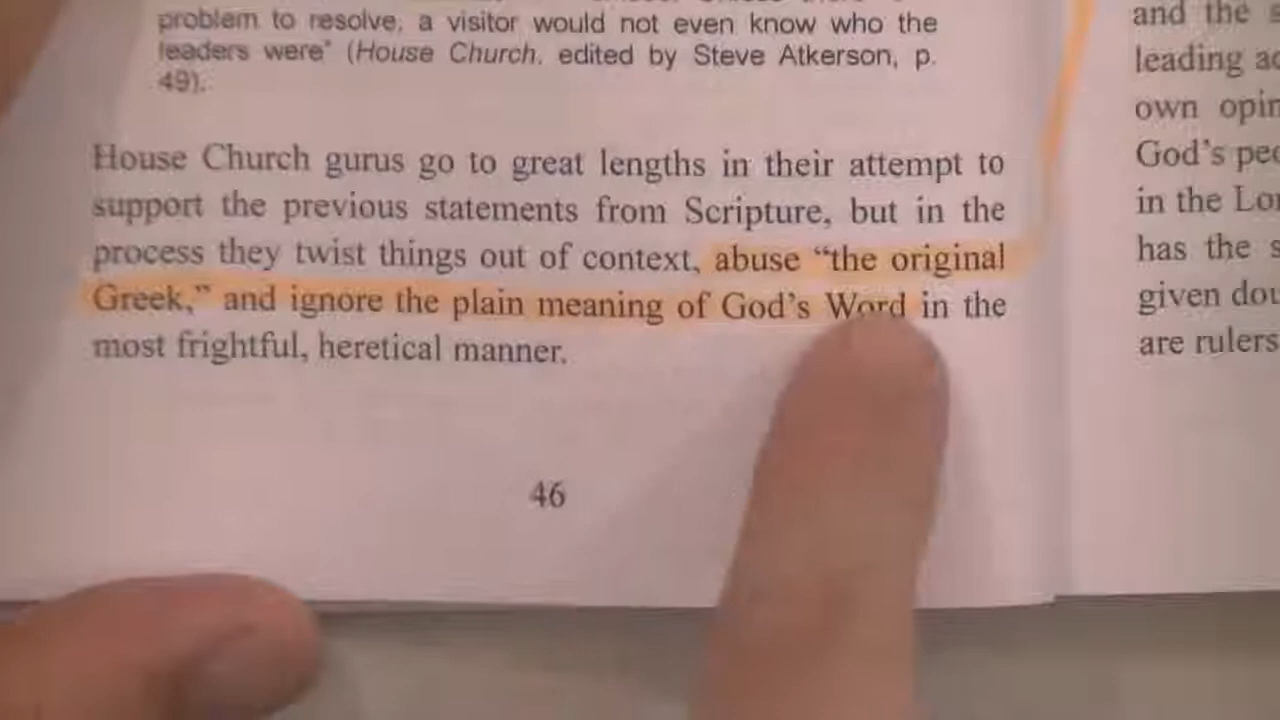 problem to resolve, a visitor would not even know who the
leaders were" (House Church, edited by Steve Atkerson, p.
49).
House Church gurus go to great lengths in their attempt to
support the previous statements from Scripture, but in the
process they twist things out of context, abuse “the original
Greek,” and ignore the plain meaning of God’s Word in the
most frightful, heretical manner.
46
and the
leading
own
God’s
in the
has the
given
are rulers